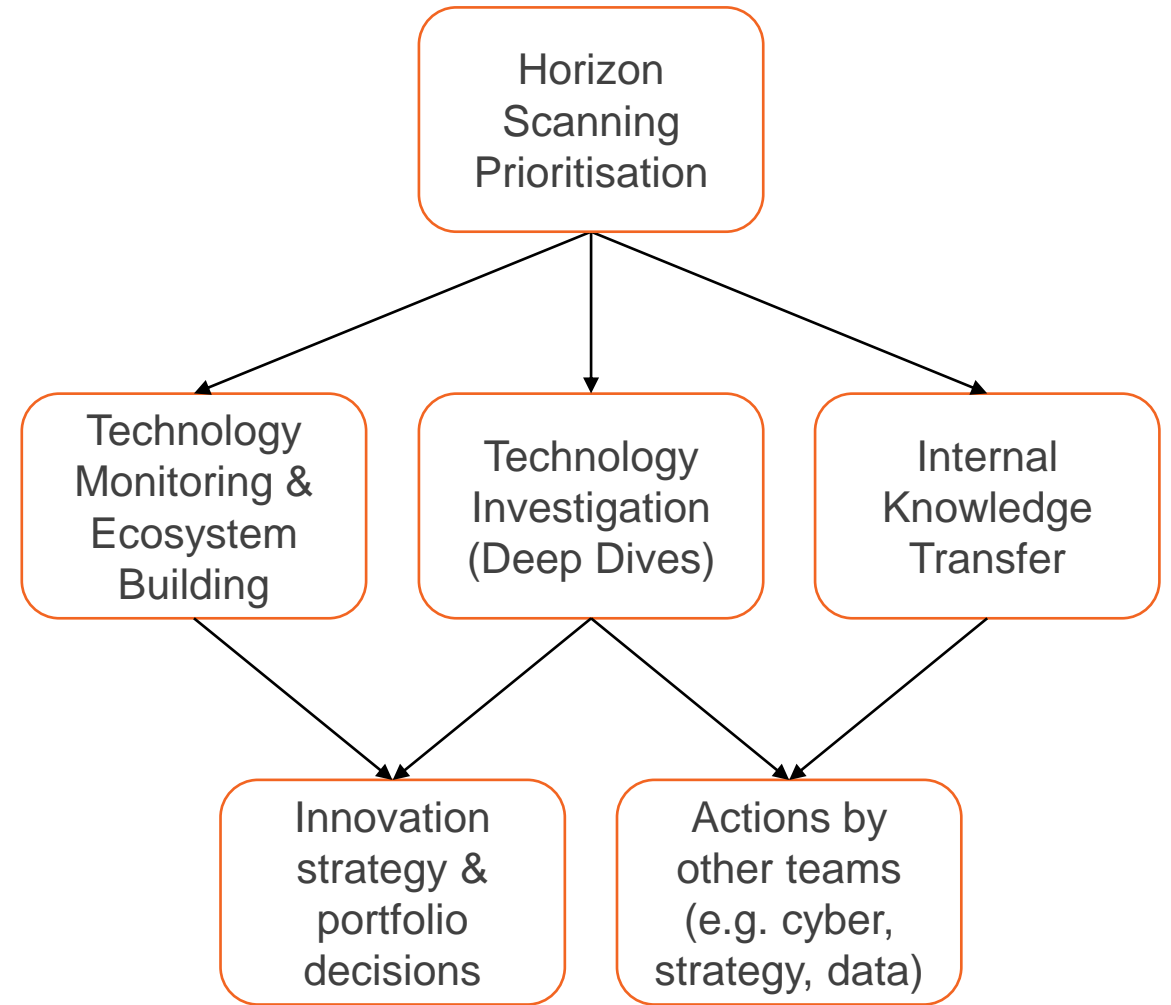 Horizon
Scanning
Prioritisation
Technology
Monitoring &
Ecosystem
Building
Technology
Investigation
(Deep Dives)
Internal
Knowledge
Transfer
Innovation
strategy &
portfolio
decisions
Actions by
other teams
(e.g. cyber,
strategy, data)